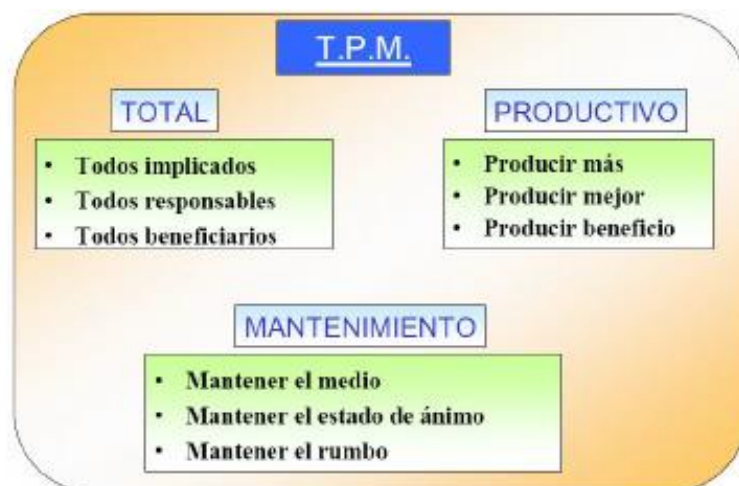 T.P.M.
TOTAL
• Todos implicados
• Todos responsables
• Todos beneficiarios
PRODUCTIVO
• Producir más
• Producir mejor
• Producir beneficio
MANTENIMIENTO
• Mantener el medio
• Mantener el estado de ánimo
• Mantener el rumbo